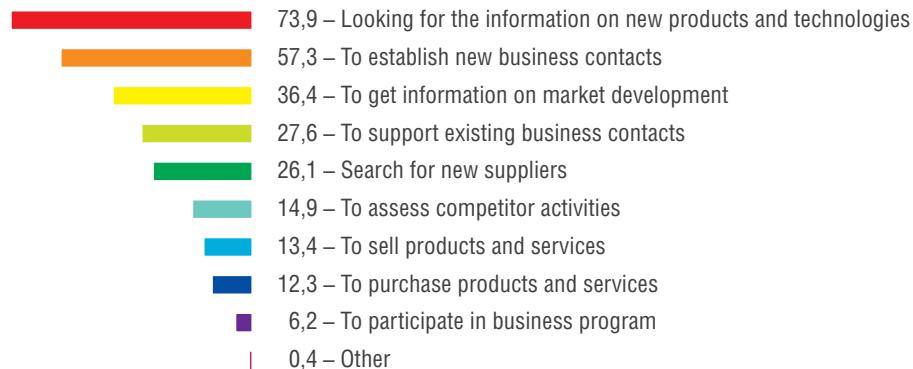 73,9 – Looking for the information on new products and technologies
57,3 – To establish new business contacts
36,4 – To get information on market development
27,6 – To support existing business contacts
26,1 – Search for new suppliers
14,9 – To assess competitor activities
13,4 – To sell products and services
12,3 – To purchase products and services
6,2 – To participate in business program
0,4 – Other